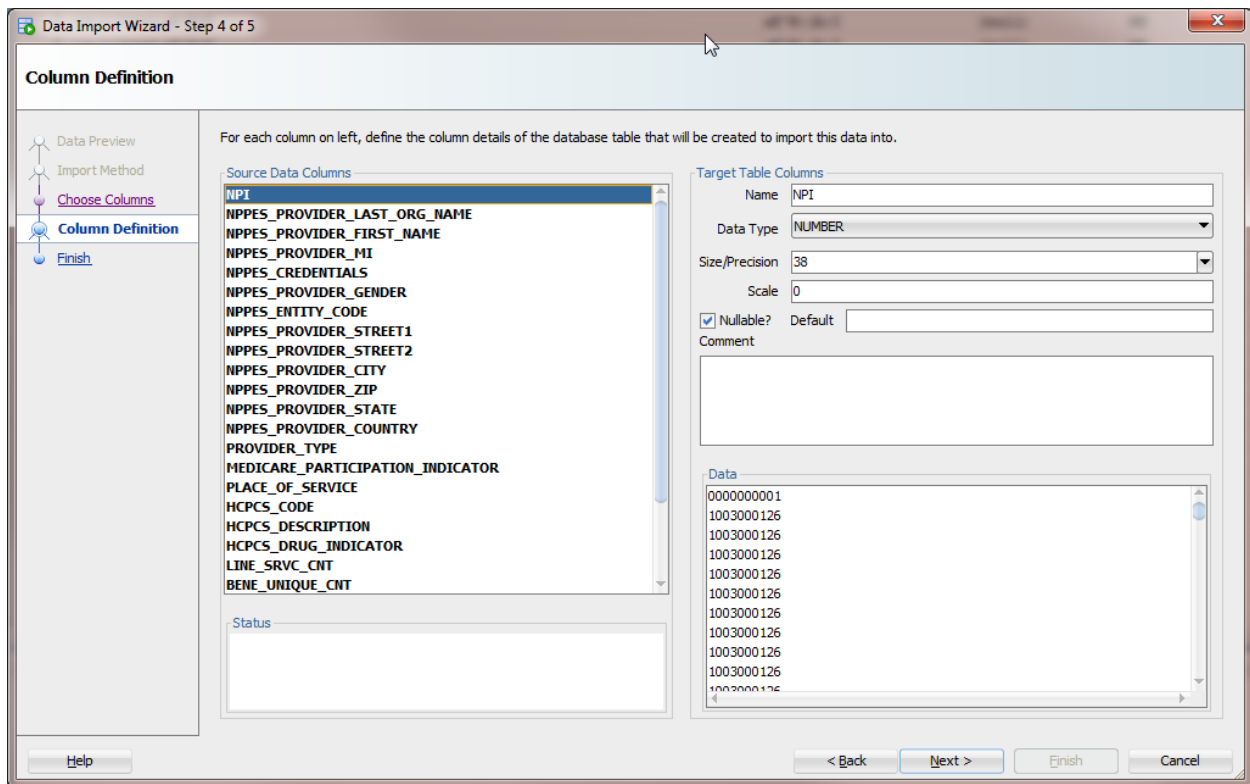 Data Import Wizard - Step 4 of 5
Column Definition
Data Preview
Import Method
Choose Columns
Column Definition
Finish
For each column on left, define the column details of the database table that will be created to import this data into.
Source Data Columns
NPI
NPPES_PROVIDER_LAST_ORG_NAME
NPPES_PROVIDER_FIRST_NAME
NPPES_PROVIDER_MI
NPPES_CREDENTIALS
NPPES_PROVIDER_GENDER
NPPES_ENTITY_CODE
NPPES_PROVIDER_STREET1
NPPES_PROVIDER_STREET2
NPPES_PROVIDER_CITY
NPPES_PROVIDER_ZIP
NPPES_PROVIDER_STATE
NPPES_PROVIDER_COUNTRY
PROVIDER_TYPE
MEDICARE_PARTICIPATION_INDICATOR
PLACE_OF_SERVICE
HCPCS_CODE
HCPCS_DESCRIPTION
HCPCS_DRUG_INDICATOR
LINE_SRVC_CNT
BENE_UNIQUE_CNT
Status
Target Table Columns
Name NPI
Data Type NUMBER
Size/Precision 38
Scale 0
Nullable? Default
Comment
Data
0000000001
1003000126
1003000126
1003000126
1003000126
1003000126
1003000126
1003000126
1003000126
1003000126
1003000126
Help
< Back Next > Finish Cancel